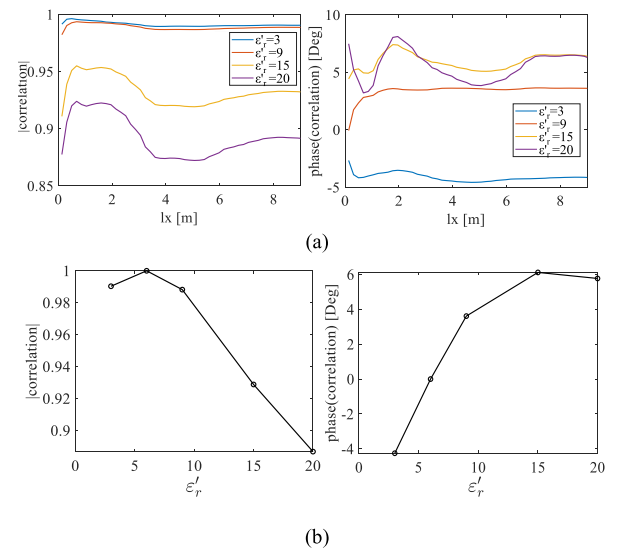 1
0.95
0.9
0.85
0
2
4
6
8
|correlation|
lx [m]
ε'r=3
ε'r=9
ε'r=15
ε'r=20
10
5
0
-5
0
2
4
6
8
phase(correlation) [Deg]
lx [m]
ε'r=3
ε'r=9
ε'r=15
ε'r=20
(a)
1
0.98
0.96
0.94
0.92
0.9
0
5
10
15
20
|correlation|
ε'r
6
4
2
0
-2
-4
0
5
10
15
20
phase(correlation) [Deg]
ε'r
(b)